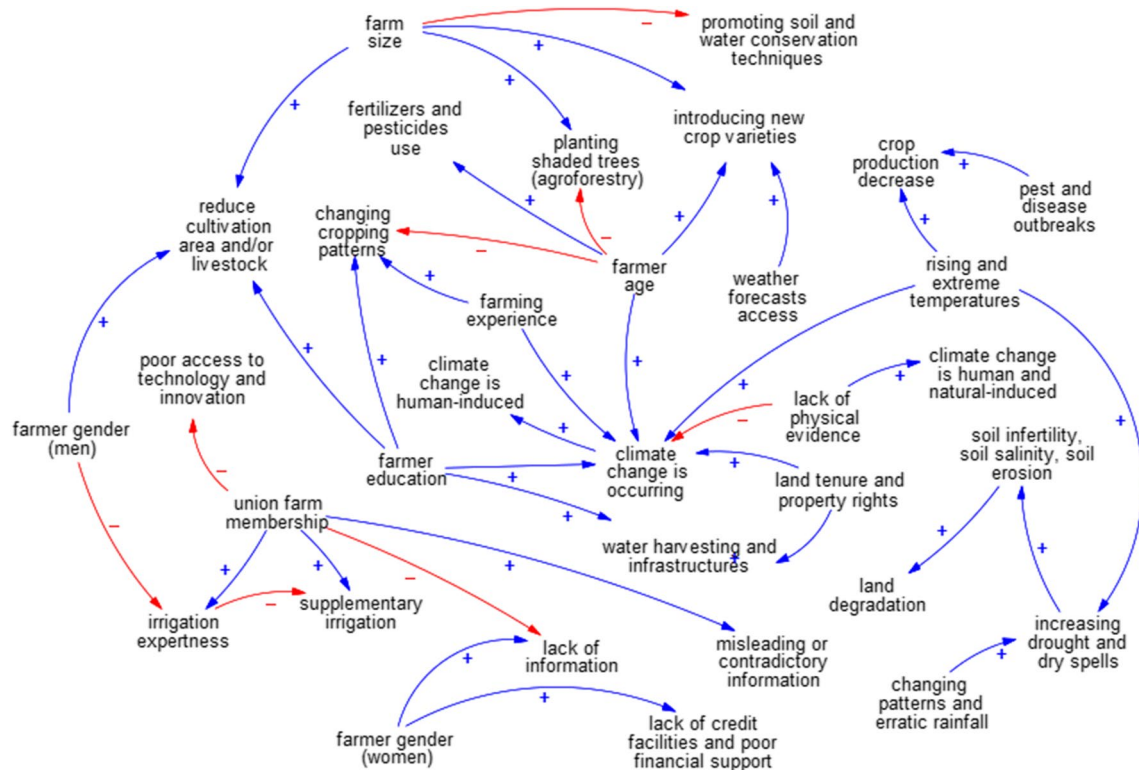 farm
size
promoting soil and
water conservation
techniques
fertilizers and
pesticides
use
planting
shaded trees
(agroforestry)
introducing new
crop varieties
crop
production
decrease
pest and
disease
outbreaks
reduce
cultivation
area and/or
livestock
changing
cropping
patterns
farmer
age
weather
forecasts
access
rising and
extreme
temperatures
farming
experience
poor access to
technology and
innovation
climate
change is
human-induced
climate change
is human and
natural-induced
lack of
physical
evidence
farmer gender
(men)
farmer
education
climate
change is
occurring
soil infertility,
soil salinity, soil
erosion
land tenure and
property rights
union farm
membership
water harvesting and
infrastructures
land
degradation
irrigation
expertness
supplementary
irrigation
lack of
information
misleading or
contradictory
information
increasing
drought and
dry spells
changing
patterns and
erratic rainfall
farmer gender
(women)
lack of credit
facilities and poor
financial support